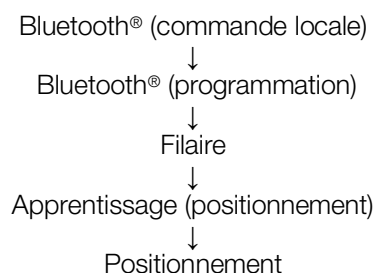 Bluetooth® (commande locale)
↓
Bluetooth® (programmation)
↓
Filaire
↓
Apprentissage (positionnement)
↓
Positionnement